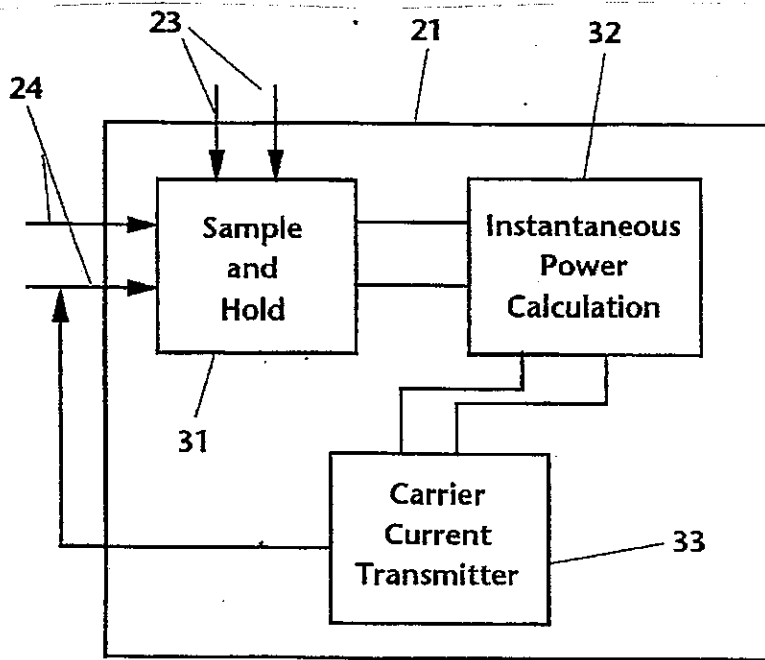 23
21
32
24
Sample
and
Hold
Instantaneous
Power
Calculation
31
Carrier
Current
Transmitter
33